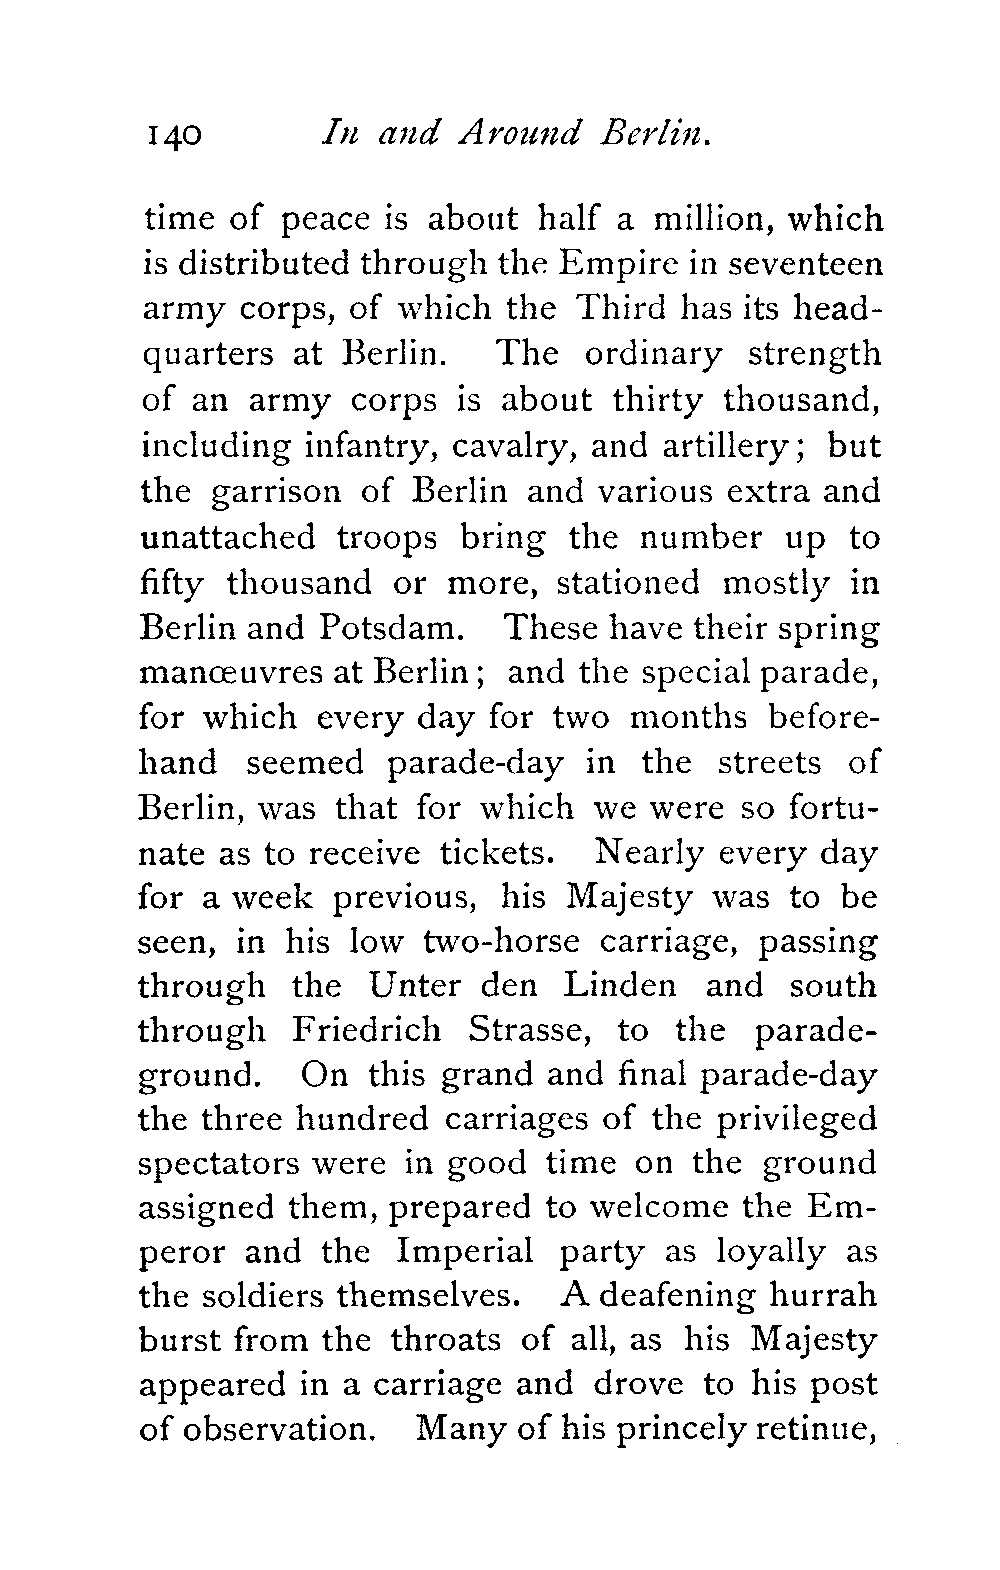 140 In and Around Berlin.
time of peace is about half a million, which
is distributed through the Empire in seventeen
army corps, of which the Third has its head-
quarters at Berlin. The ordinary strength
of an army corps is about thirty thousand,
including infantry, cavalry, and artillery; but
the garrison of Berlin and various extra and
unattached troops bring the number up to
fifty thousand or more, stationed mostly in
Berlin and Potsdam. These have their spring
manœuvres at Berlin; and the special parade,
for which every day for two months before-
hand seemed parade-day in the streets of
Berlin, was that for which we were so fortu-
nate as to receive tickets. Nearly every day
for a week previous, his Majesty was to be
seen, in his low two-horse carriage, passing
through the Unter den Linden and south
through Friedrich Strasse, to the parade-
ground. On this grand and final parade-day
the three hundred carriages of the privileged
spectators were in good time on the ground
assigned them, prepared to welcome the Em-
peror and the Imperial party as loyally as
the soldiers themselves. A deafening hurrah
burst from the throats of all, as his Majesty
appeared in a carriage and drove to his post
of observation. Many of his princely retinue,